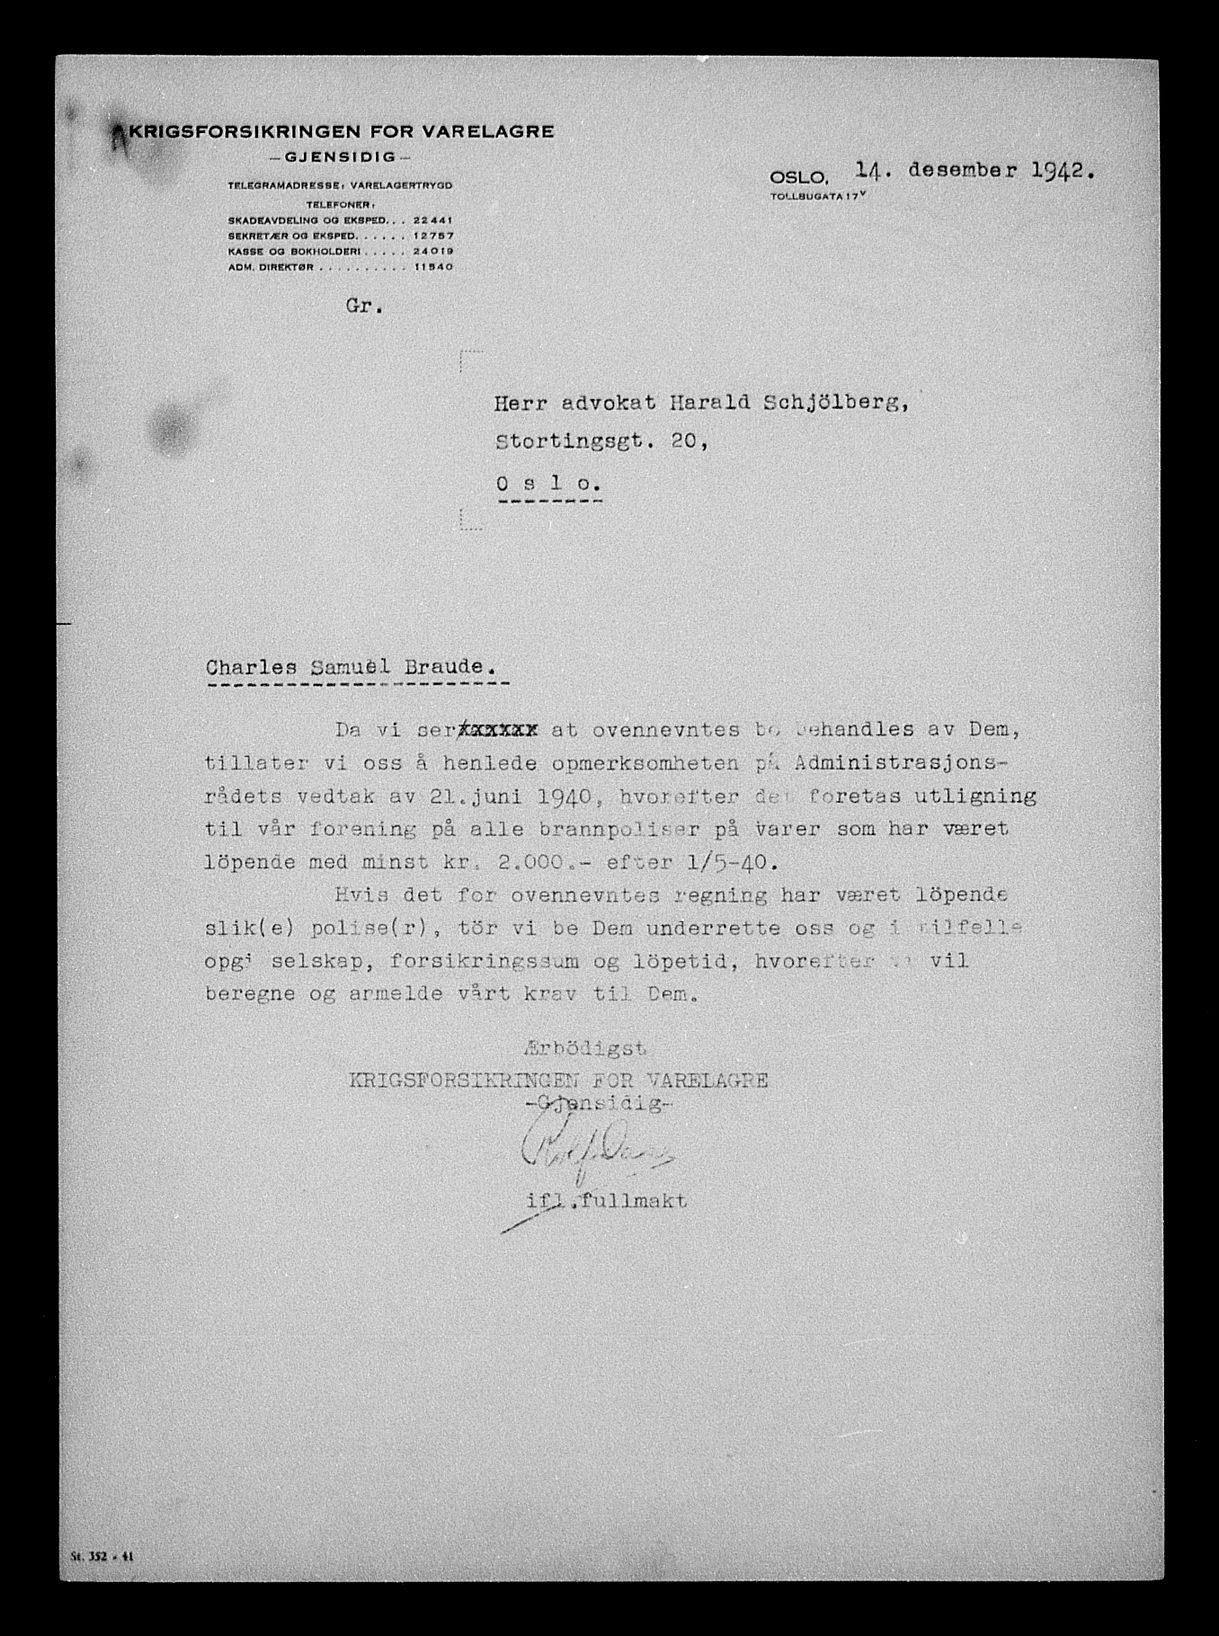 KRIGSFORSIKRINGEN FOR VARELAGRE
— GJENSIDIG —
TELEGRAMADRESSE: VARELAGERTRYGD
TELEFONER:
SKADEAVDELING OG EKSPED. . . 22441
SEKRETÆR OG EKSPED. . . . . . 12757
KASSE OG BOKHOLDERI . . . . . 24019
ADM. DIREKTØR . . . . . . . . . . 11540
OSLO, 14. desember 1942.
TOLLBUGATA 17 V
Gr.
Herr advokat Harald Schjölberg,
Stortingsgt. 20,
O s l o.
Charles Samuel Braude.
Da vi ser at ovennevntes bo behandles av Dem,
tillater vi oss å henlede opmerksomheten på Administrasjons-
rådets vedtak av 21.juni 1940, hvorefter det foretas utligning
til vår forening på alle brannpoliser på varer som har været
löpende med minst kr. 2.000.- efter 1/5-40.
Hvis det for ovennevntes regning har været löpende
slik(e) polise(r), tör vi be Dem underrette oss og i tilfelle
opgi selskap, forsikringssum og löpetid, hvorefter vi vil
beregne og anmelde vårt krav til Dem.
Ærbödigst
KRIGSFORSIKRINGEN FOR VARELAGRE
-Gjensidig-
ifl.fullmakt
St. 352 - 41